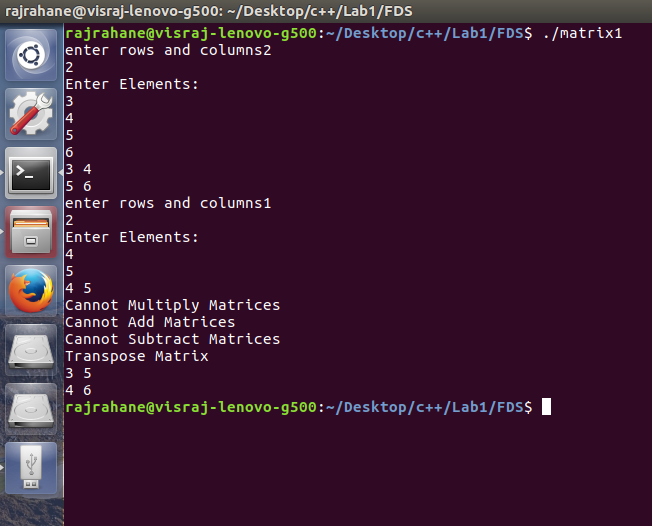 rajrahane@visraj-lenovo-g500: ~/Desktop/c++/Lab1/FDS
rajrahane@visraj-lenovo-g500:~/Desktop/c++/Lab1/FDS$ ./matrix1
enter rows and columns2
2
Enter Elements:
3
4
5
6
3 4
5 6
enter rows and columns1
2
Enter Elements:
4
5
4 5
Cannot Multiply Matrices
Cannot Add Matrices
Cannot Subtract Matrices
Transpose Matrix
3 5
4 6
rajrahane@visraj-lenovo-g500:~/Desktop/c++/Lab1/FDS$